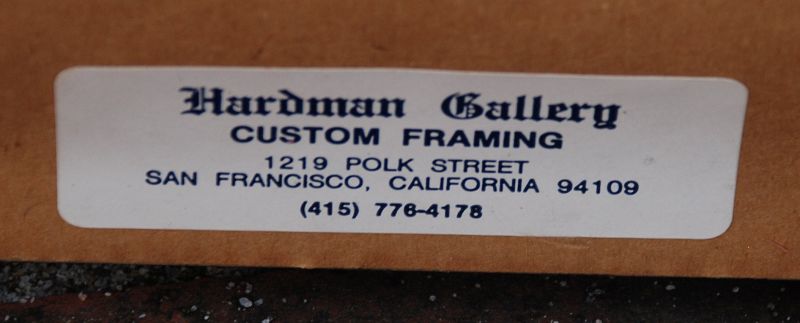 Hardman Gallery
CUSTOM FRAMING
1219 POLK STREET
SAN FRANCISCO, CALIFORNIA 94109
(415) 776-4178